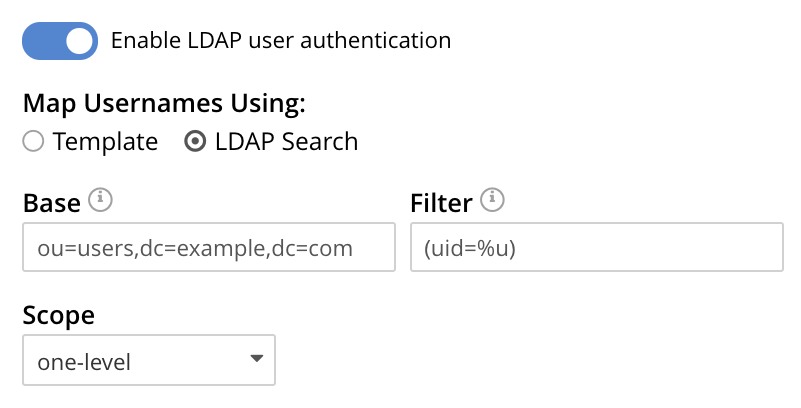 Enable LDAP user authentication
Map Usernames Using:
Template LDAP Search
Base Filter
ou=users,dc=example,dc=com (uid=%u)
Scope
one-level